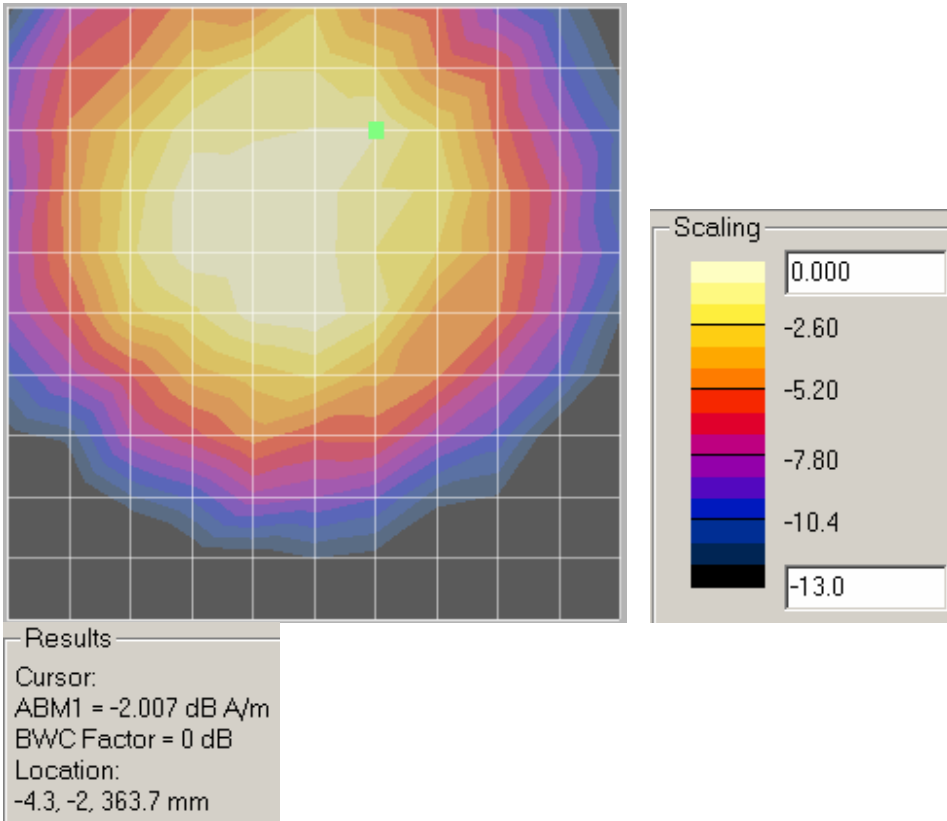 Scaling
0.000
-2.60
-5.20
-7.80
-10.4
-13.0
Results
Cursor:
ABM1 = -2.007 dB A/m
BWC Factor = 0 dB
Location:
-4.3, -2, 363.7 mm